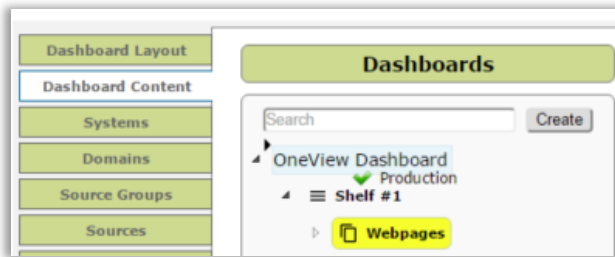 Dashboard Layout
Dashboard Content
Systems
Domains
Source Groups
Sources
Dashboards
Search
Create
OneView Dashboard
Production
Shelf #1
Webpages